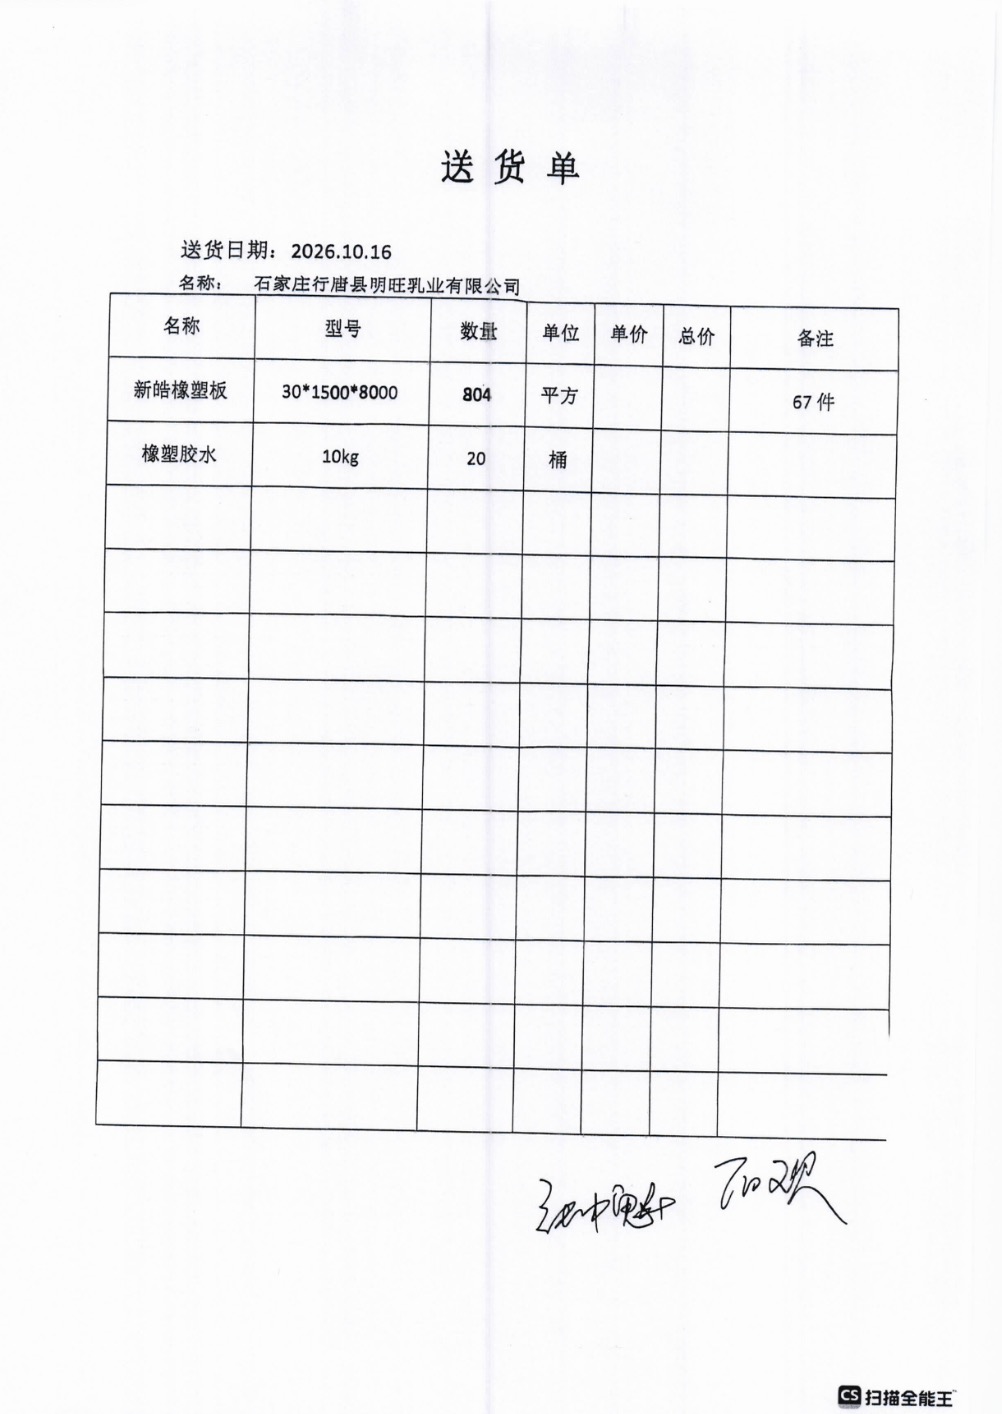 送货单
送货日期：2026.10.16
名称： 石家庄行唐县明旺乳业有限公司
名称 型号 数量 单位 单价 总价 备注
新皓橡塑板 30*1500*8000 804 平方 67件
橡塑胶水 10kg 20 桶
CS 扫描全能王